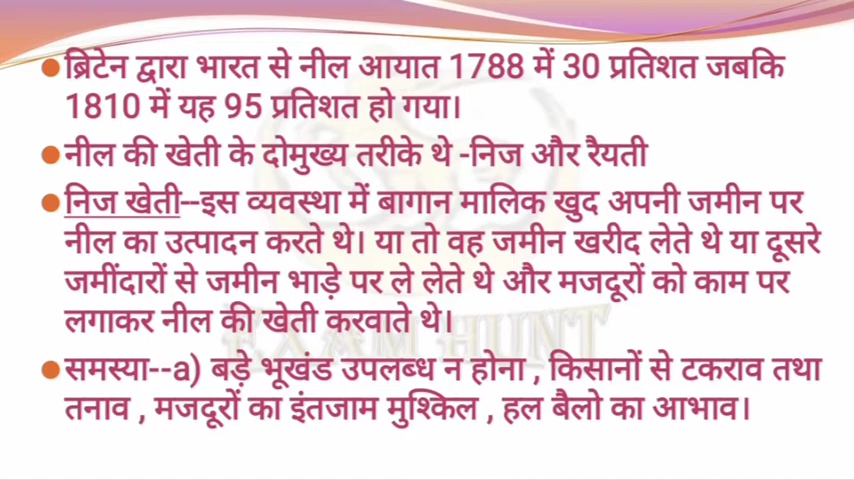 ब्रिटेन द्वारा भारत से नील आयात 1788 में 30 प्रतिशत जबकि
1810 में यह 95 प्रतिशत हो गया।
नील की खेती के दोमुख्य तरीके थे -निज और रैयती
निज खेती--इस व्यवस्था में बागान मालिक खुद अपनी जमीन पर
नील का उत्पादन करते थे। या तो वह जमीन खरीद लेते थे या दूसरे
जमींदारों से जमीन भाड़े पर ले लेते थे और मजदूरों को काम पर
लगाकर नील की खेती करवाते थे।
EXAM HUNT
समस्या--a) बड़े भूखंड उपलब्ध न होना , किसानों से टकराव तथा
तनाव , मजदूरों का इंतजाम मुश्किल , हल बैलो का आभाव।